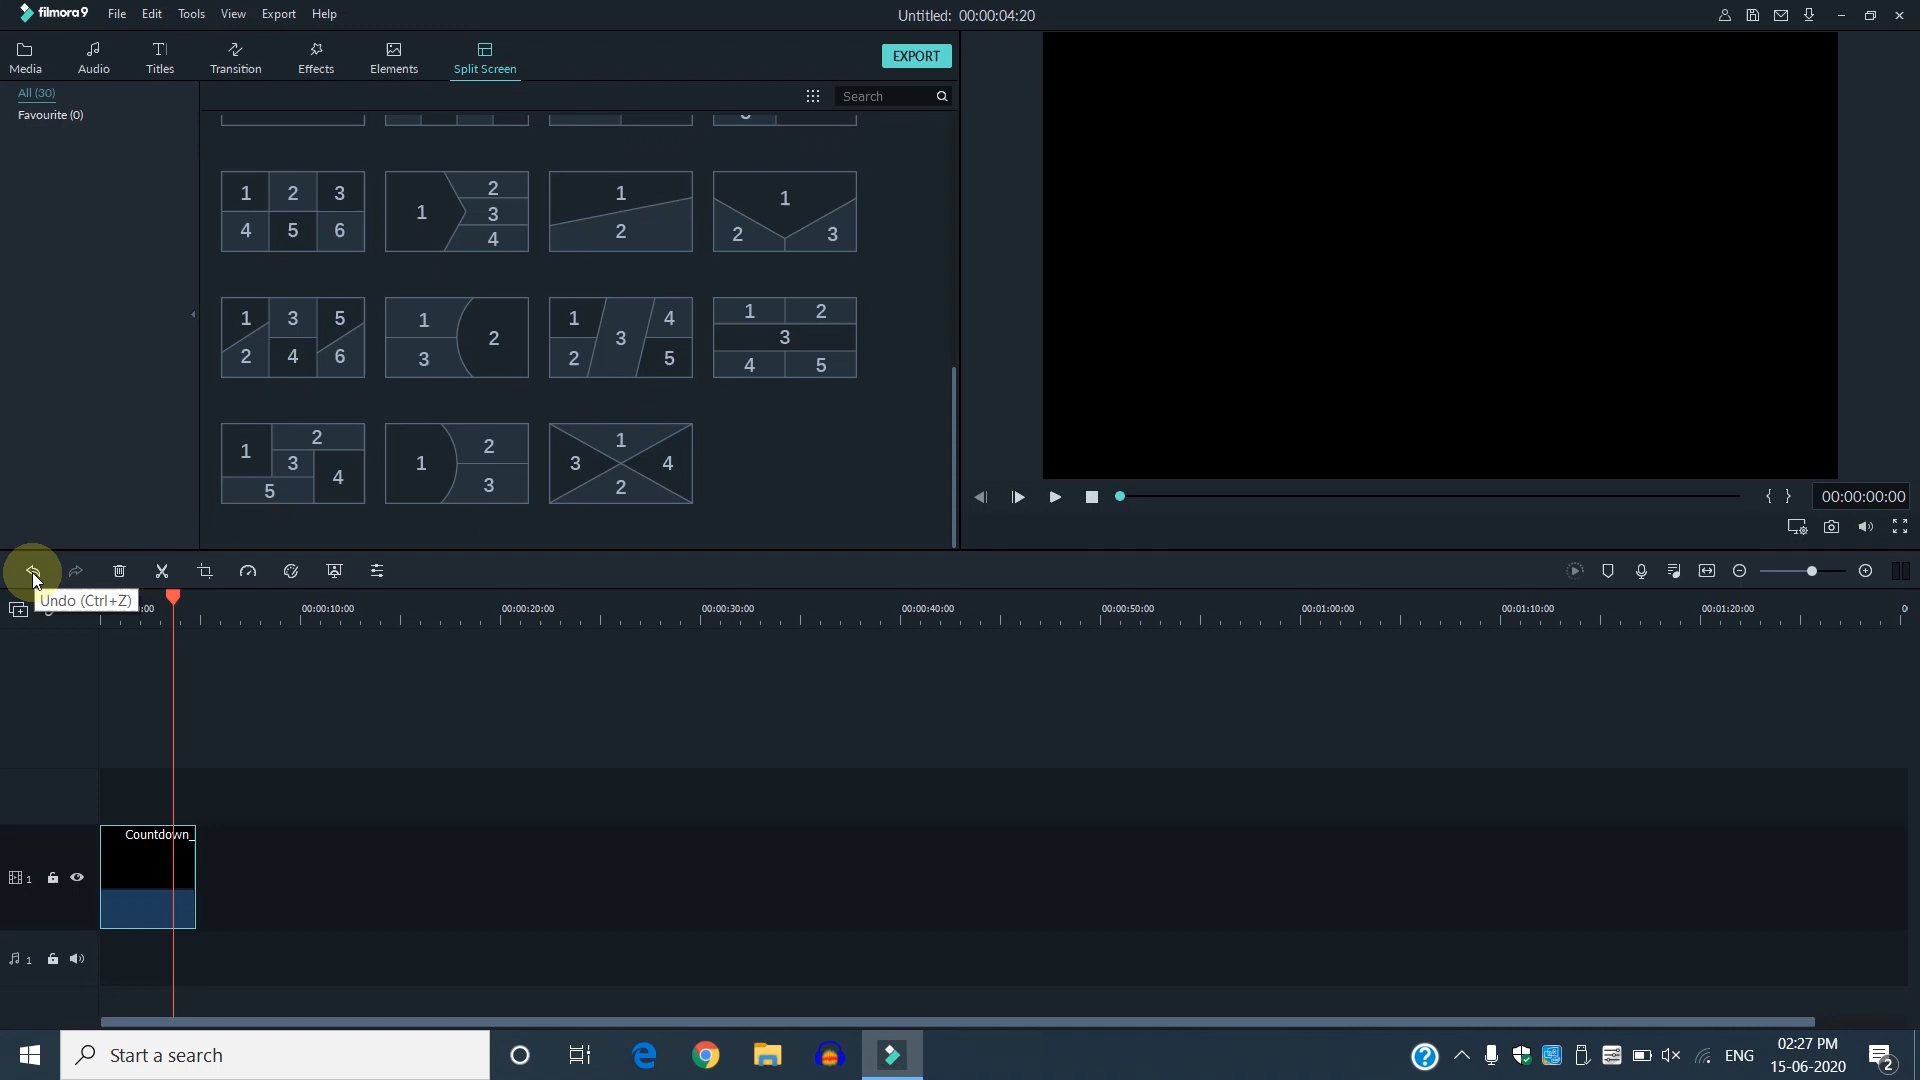 filmora9 File Edit Tools View Export Help
Untitled: 00:00:04:20
Media Audio Titles Transition Effects Elements Split Screen
EXPORT
All (30)
Favourite (0)
Search
1 2 3
4 5 6
1 2
3
4
1
2
1
2 3
1 3 5
2 4 6
1
2
3
1 4
3
2 5
1 2
3
4 5
1 2
3
4
5
1 2
3
1
3 4
2
{ } 00:00:00:00
Undo (Ctrl+Z)
:00 00:00:10:00 00:00:20:00 00:00:30:00 00:00:40:00 00:00:50:00 00:01:00:00 00:01:10:00 00:01:20:00 0
Countdown_
1
1
Start a search
ENG
02:27 PM
15-06-2020
2